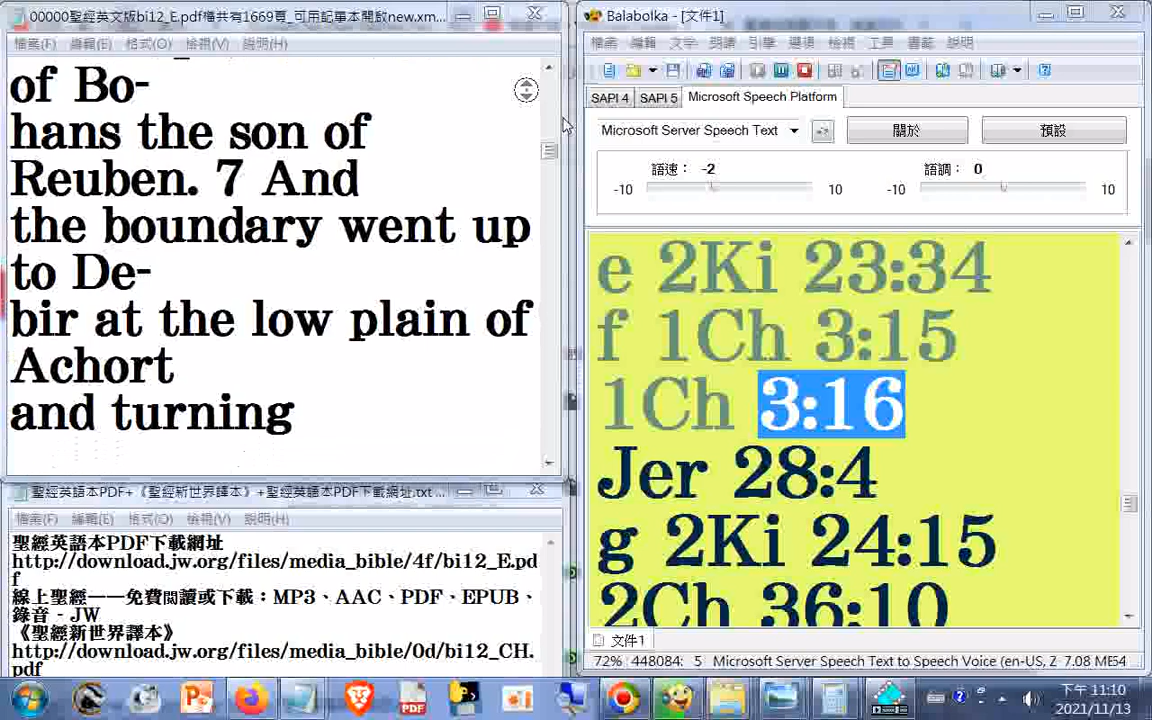 00000聖經英文版bi12_E.pdf檔共有1669頁_可用記事本開啟new.xm...
檔案(F) 編輯(E) 格式(O) 檢視(V) 說明(H)
of Bo-
hans the son of
Reuben. 7 And
the boundary went up
to De-
bir at the low plain of
Achort
and turning
聖經英語本PDF+《聖經新世界譯本》+聖經英語本PDF下載網址.txt ...
檔案(F) 編輯(E) 格式(O) 檢視(V) 說明(H)
聖經英語本PDF下載網址
http://download.jw.org/files/media_bible/4f/bi12_E.pd
f
線上聖經──免費閱讀或下載：MP3、AAC、PDF、EPUB、
錄音 - JW
《聖經新世界譯本》
http://download.jw.org/files/media_bible/0d/bi12_CH.
pdf
Balabolka - [文件1]
檔案 編輯 文字 朗讀 引擎 選項 檢視 工具 書籤 說明
SAPI 4 SAPI 5 Microsoft Speech Platform
Microsoft Server Speech Text 關於 預設
語速： -2 語調： 0
-10 10 -10 10
e 2Ki 23:34
f 1Ch 3:15
1Ch 3:16
Jer 28:4
g 2Ki 24:15
2Ch 36:10
文件1
72% 448084: 5 Microsoft Server Speech Text to Speech Voice (en-US, Z 7.08 ME54
PDF
下午 11:10
2021/11/13